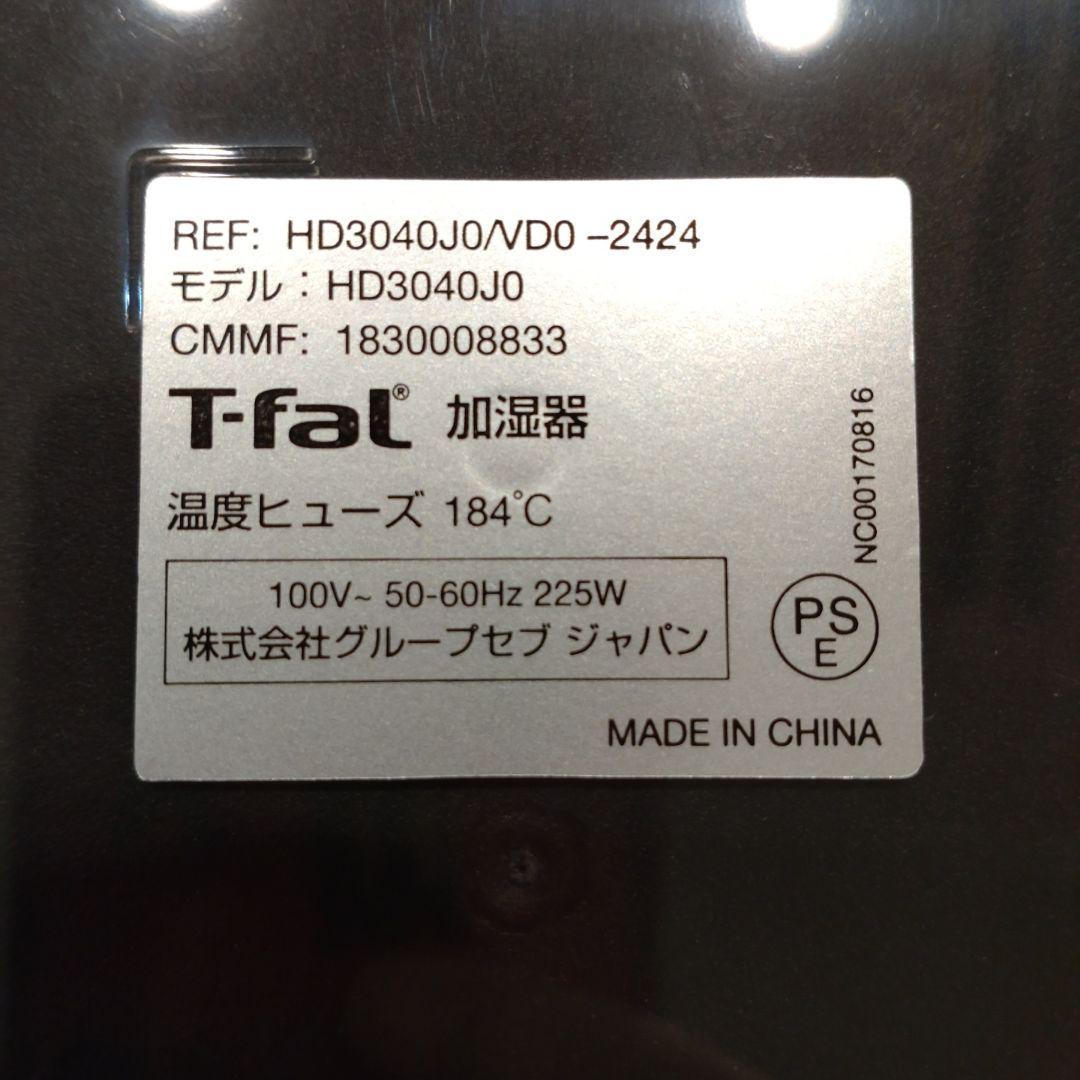 REF: HD3040J0/VD0 –2424
モデル：HD3040J0
CMMF: 1830008833
T-fal® 加湿器
温度ヒューズ 184℃
NC00170816
100V~ 50-60Hz 225W
株式会社グループセブ ジャパン
PS
E
MADE IN CHINA